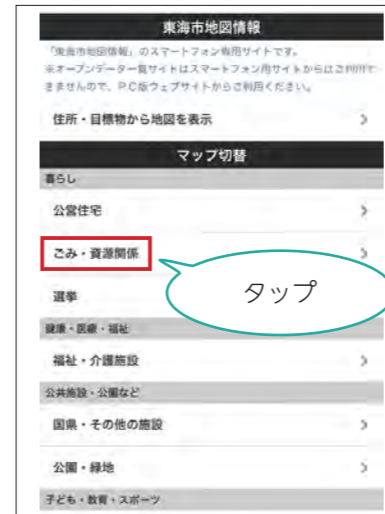 東海市地図情報
「東海市地図情報」のスマートフォン専用サイトです。
※オープンデータ一覧サイトはスマートフォン用サイトからはご利用で
きませんので、PC版ウェブサイトからご利用ください。
住所・目標物から地図を表示
マップ切替
暮らし
公営住宅
ごみ・資源関係
タップ
選挙
健康・医療・福祉
福祉・介護施設
公共施設・公園など
国県・その他の施設
公園・緑地
子ども・教育・スポーツ